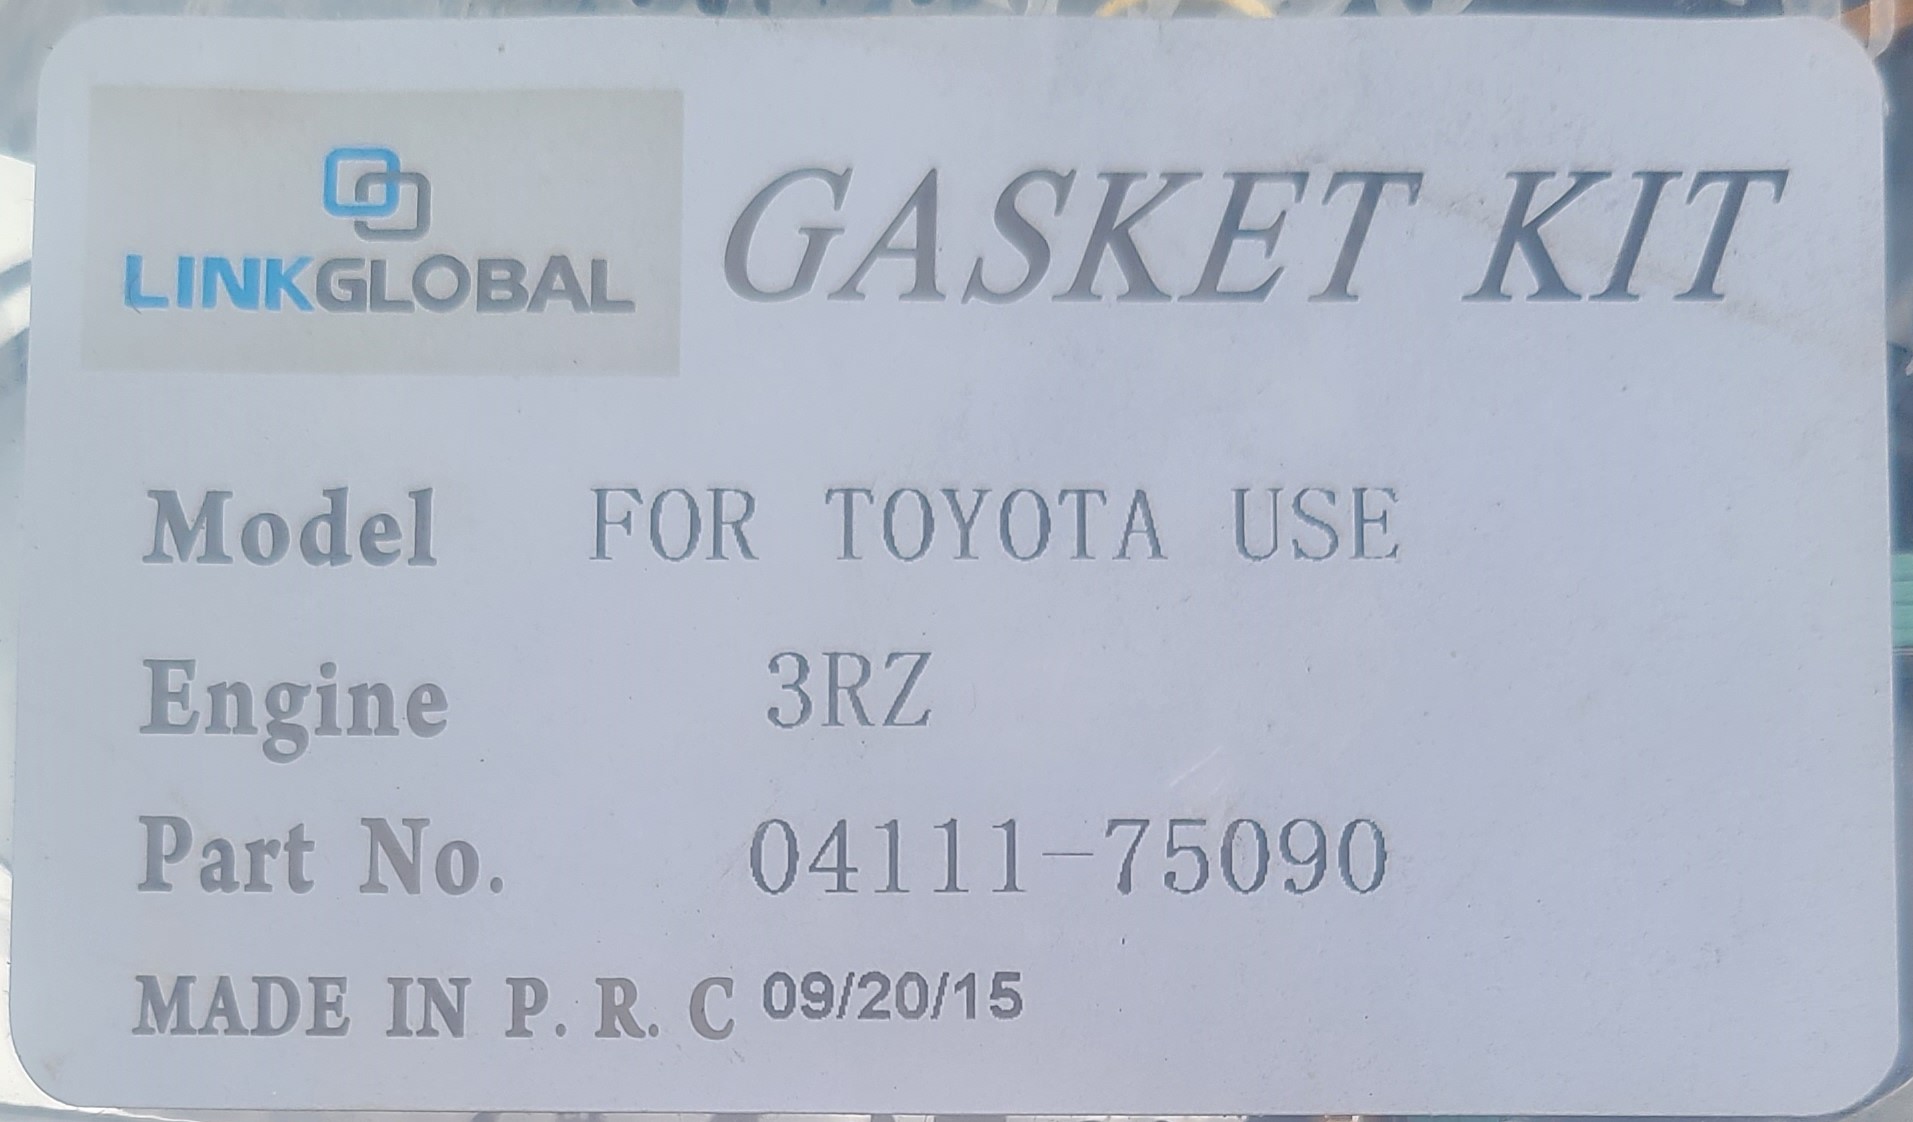 LINKGLOBAL
GASKET KIT
Model FOR TOYOTA USE
Engine 3RZ
Part No. 04111-75090
MADE IN P. R. C 09/20/15